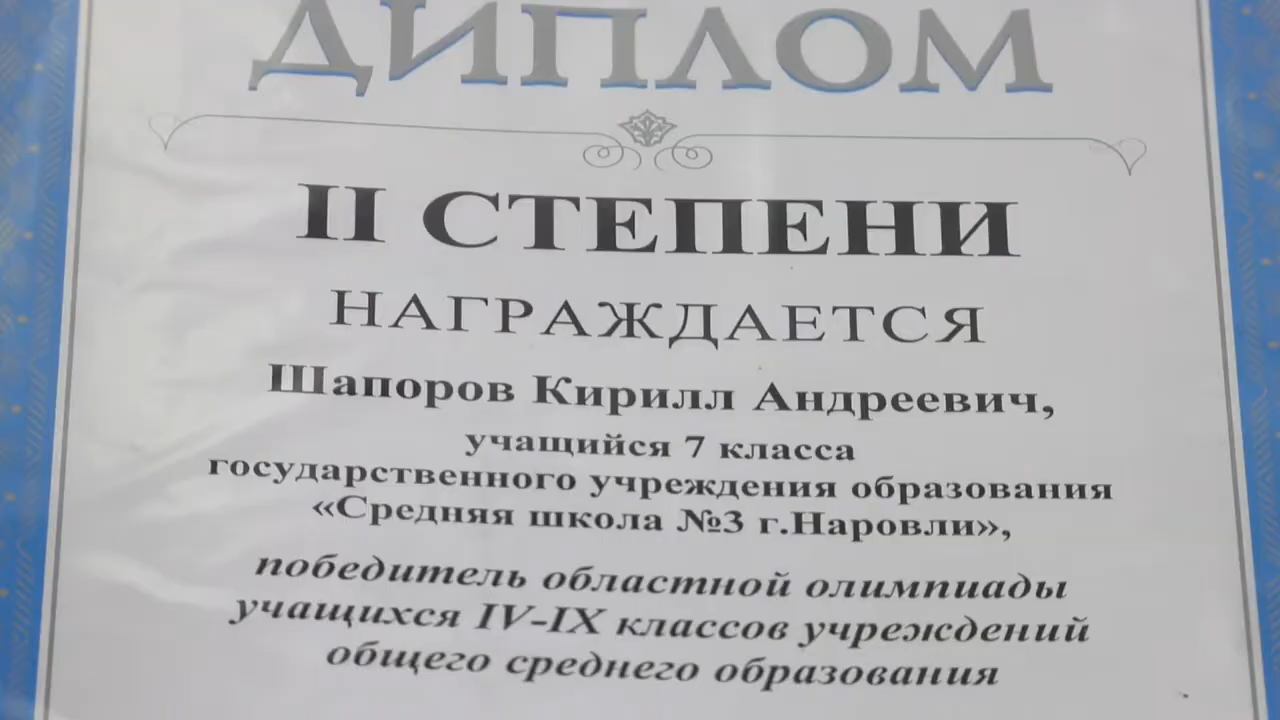 ДИПЛОМ
II СТЕПЕНИ
НАГРАЖДАЕТСЯ
Шапоров Кирилл Андреевич,
учащийся 7 класса
государственного учреждения образования
«Средняя школа №3 г.Наровли»,
победитель областной олимпиады
учащихся IV-IX классов учреждений
общего среднего образования